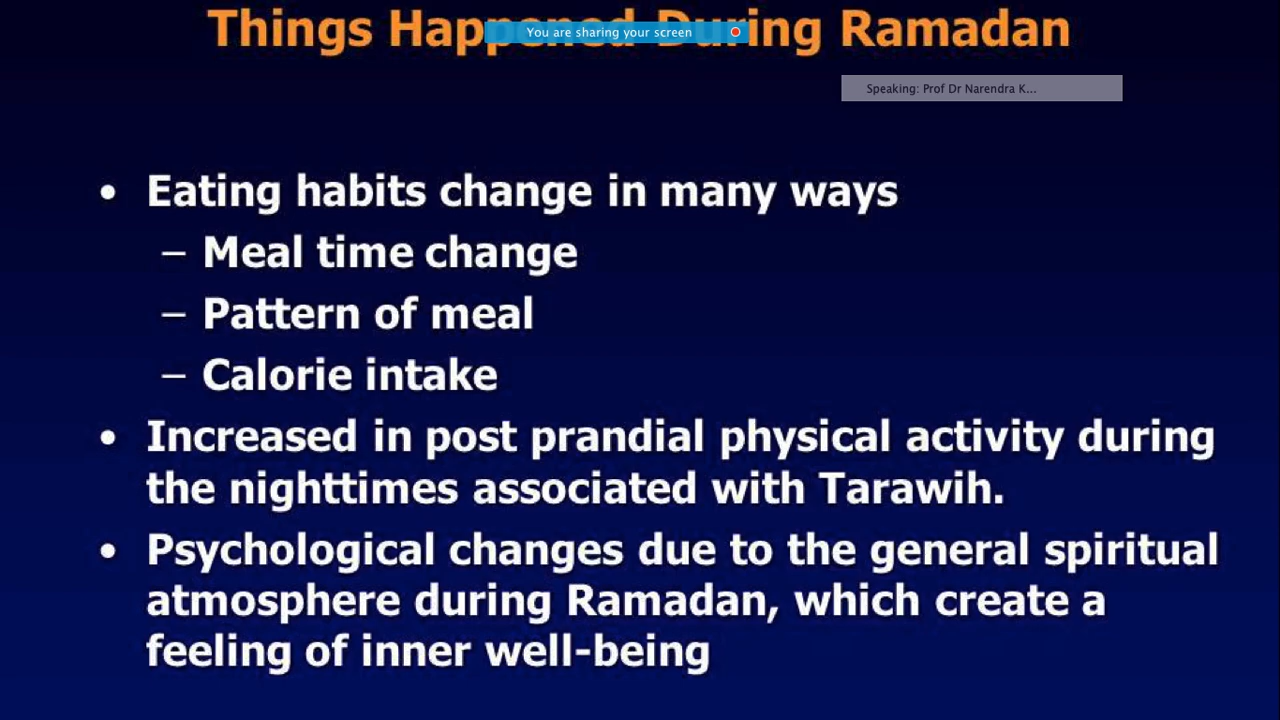 Things Happened During Ramadan
You are sharing your screen
Speaking: Prof Dr Narendra K...
• Eating habits change in many ways
– Meal time change
– Pattern of meal
– Calorie intake
• Increased in post prandial physical activity during
the nighttimes associated with Tarawih.
• Psychological changes due to the general spiritual
atmosphere during Ramadan, which create a
feeling of inner well-being